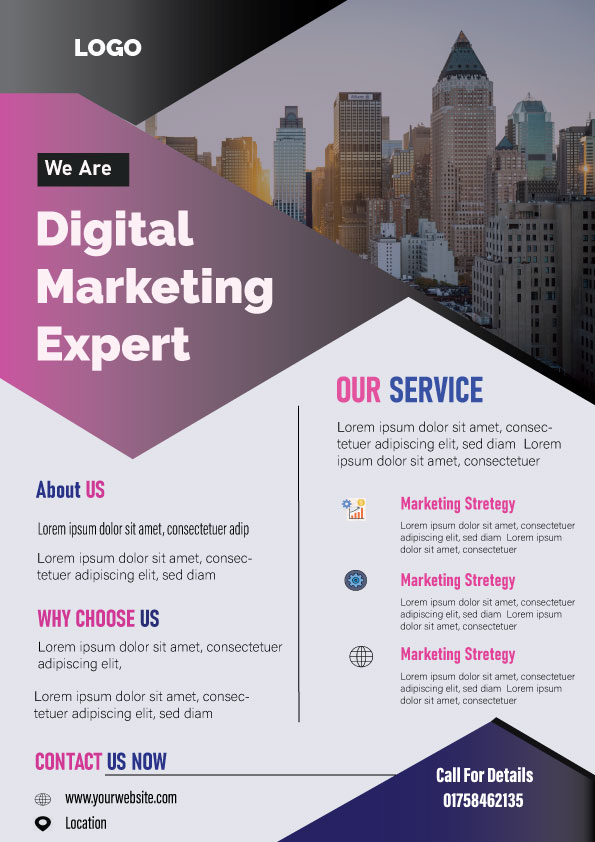 LOGO
We Are
Digital
Marketing
Expert
OUR SERVICE
Lorem ipsum dolor sit amet, consec-
tetuer adipiscing elit, sed diam Lorem
ipsum dolor sit amet, consectetuer
Marketing Stretegy
Lorem ipsum dolor sit amet, consectetuer
adipiscing elit, sed diam Lorem ipsum
dolor sit amet, consectetuer
Marketing Stretegy
Lorem ipsum dolor sit amet, consectetuer
adipiscing elit, sed diam Lorem ipsum
dolor sit amet, consectetuer
Marketing Stretegy
Lorem ipsum dolor sit amet, consectetuer
adipiscing elit, sed diam Lorem ipsum
dolor sit amet, consectetuer
About US
Lorem ipsum dolor sit amet, consectetuer adip
Lorem ipsum dolor sit amet, consec-
tetuer adipiscing elit, sed diam
WHY CHOOSE US
Lorem ipsum dolor sit amet, consectetuer
adipiscing elit,
Lorem ipsum dolor sit amet, consec-
tetuer adipiscing elit, sed diam
CONTACT US NOW
www.yourwebsite.com
Location
Call For Details
01758462135